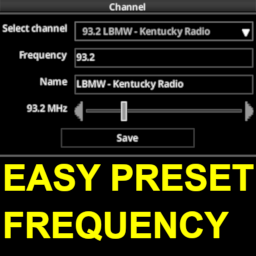 Channel
Select channel 93.2 LBMW - Kentucky Radio
Frequency 93.2
Name LBMW - Kentucky Radio
93.2 MHz
Save
EASY PRESET
FREQUENCY